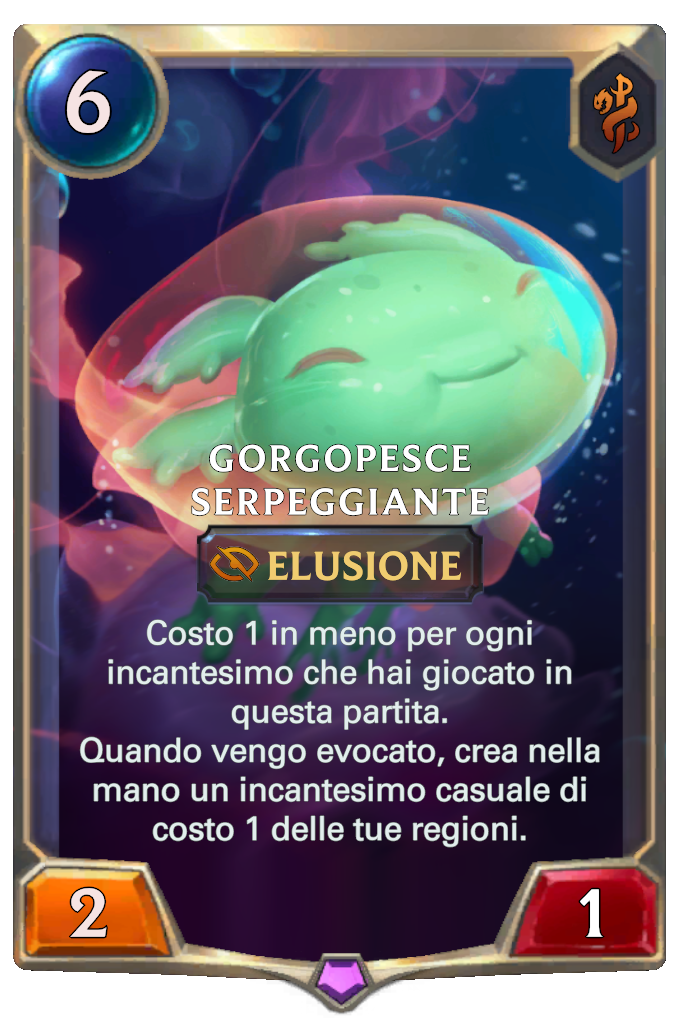 6
GORGOPESCE
SERPEGGIANTE
ELUSIONE
Costo 1 in meno per ogni
incantesimo che hai giocato in
questa partita.
Quando vengo evocato, crea nella
mano un incantesimo casuale di
costo 1 delle tue regioni.
2
1